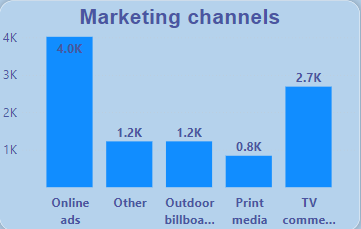 Marketing channels
4K
3K
2K
1K
4.0K
1.2K
1.2K
0.8K
2.7K
Online
ads
Other
Outdoor
billboa...
Print
media
TV
comme...